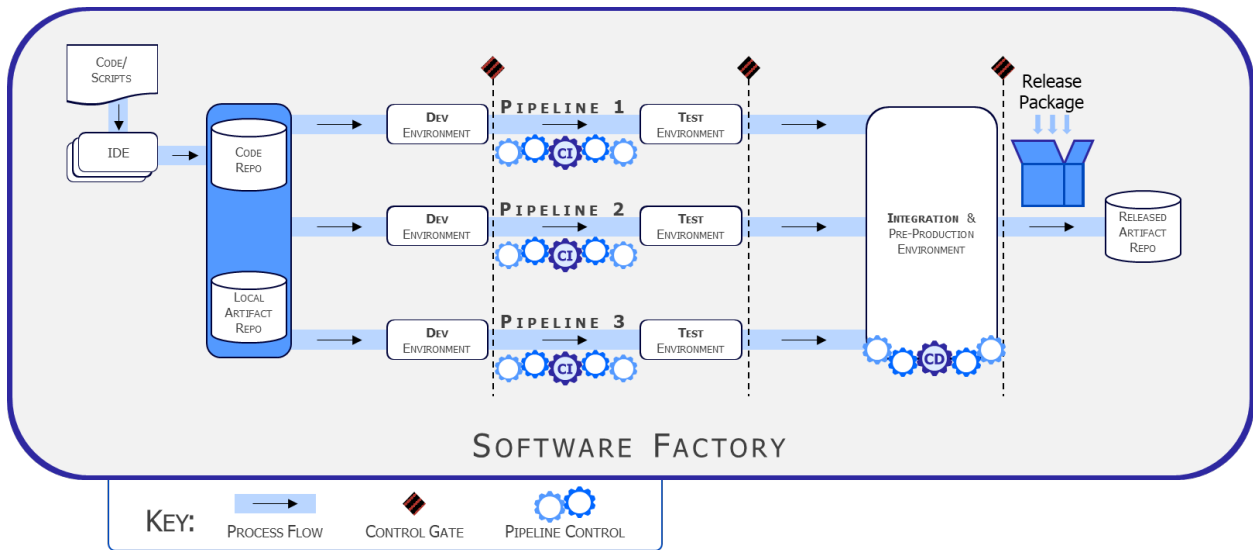 Code/
Scripts
IDE
Code
Repo
Local
Artifact
Repo
Dev
Environment
Pipeline 1
CI
Test
Environment
Dev
Environment
Pipeline 2
CI
Test
Environment
Dev
Environment
Pipeline 3
CI
Test
Environment
Integration &
Pre-Production
Environment
CD
Release
Package
Released
Artifact
Repo
Software Factory
Key:
Process Flow
Control Gate
Pipeline Control